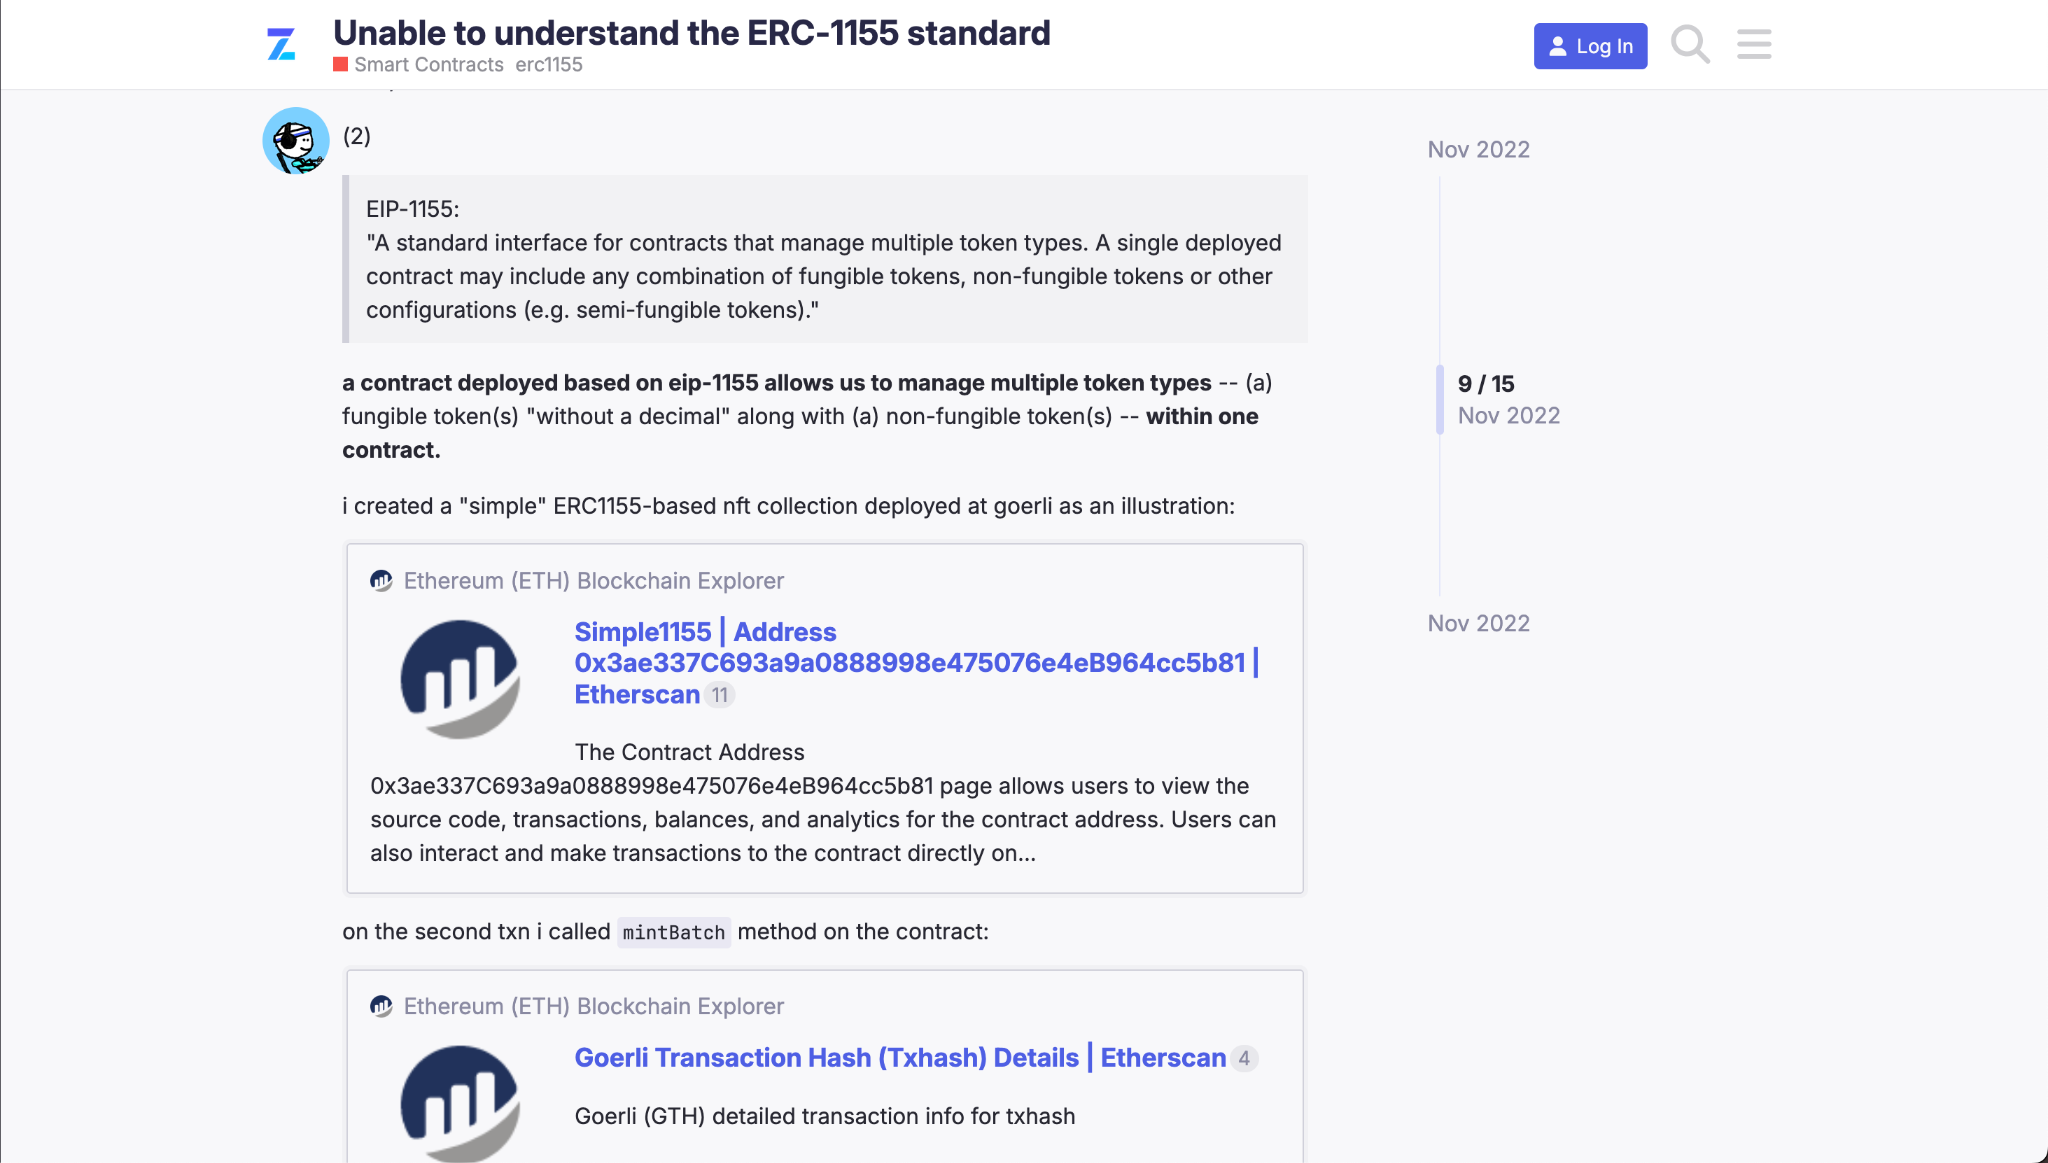 Unable to understand the ERC-1155 standard
Smart Contracts erc1155
Log In
(2)
EIP-1155:
"A standard interface for contracts that manage multiple token types. A single deployed
contract may include any combination of fungible tokens, non-fungible tokens or other
configurations (e.g. semi-fungible tokens)."
a contract deployed based on eip-1155 allows us to manage multiple token types -- (a)
fungible token(s) "without a decimal" along with (a) non-fungible token(s) -- within one
contract.
i created a "simple" ERC1155-based nft collection deployed at goerli as an illustration:
Ethereum (ETH) Blockchain Explorer
Simple1155 | Address
0x3ae337C693a9a0888998e475076e4eB964cc5b81 |
Etherscan 11
The Contract Address
0x3ae337C693a9a0888998e475076e4eB964cc5b81 page allows users to view the
source code, transactions, balances, and analytics for the contract address. Users can
also interact and make transactions to the contract directly on...
on the second txn i called mintBatch method on the contract:
Ethereum (ETH) Blockchain Explorer
Goerli Transaction Hash (Txhash) Details | Etherscan 4
Goerli (GTH) detailed transaction info for txhash
Nov 2022
9 / 15
Nov 2022
Nov 2022